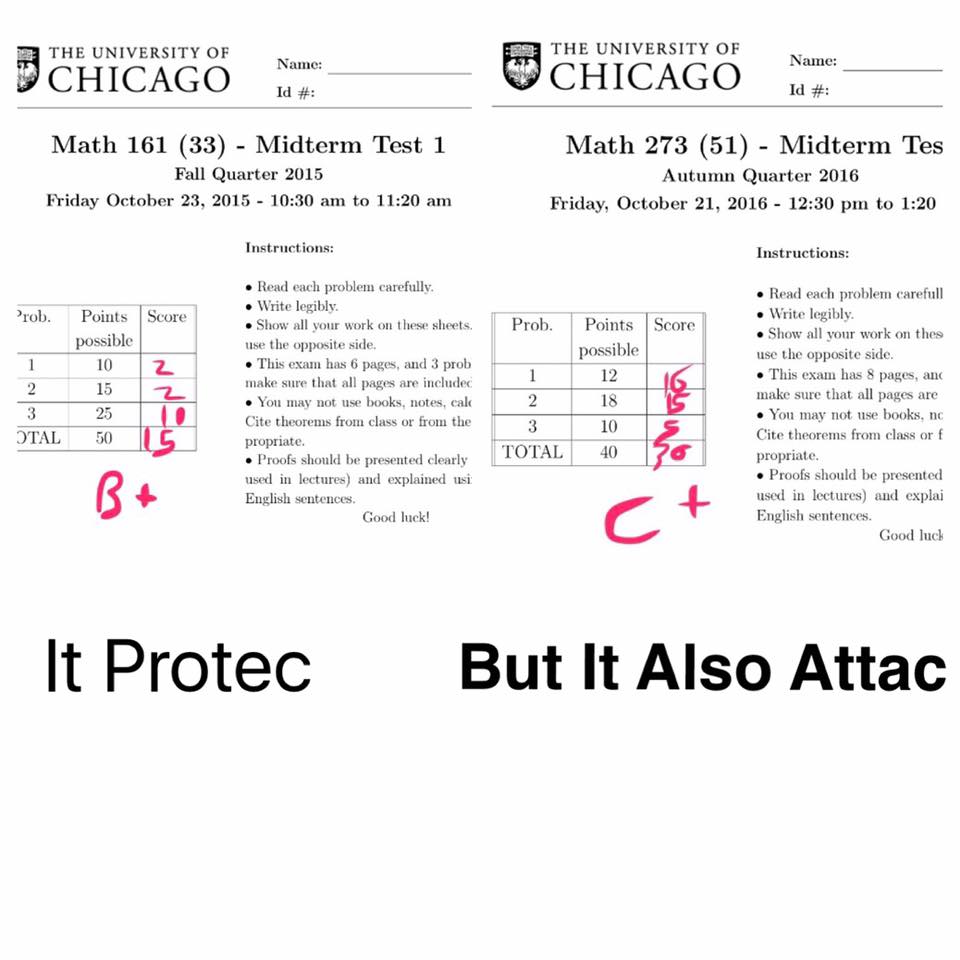 THE UNIVERSITY OF
CHICAGO
Name:
Id #:
Math 161 (33) - Midterm Test 1
Fall Quarter 2015
Friday October 23, 2015 - 10:30 am to 11:20 am
Instructions:
• Read each problem carefully.
• Write legibly.
• Show all your work on these sheets.
use the opposite side.
• This exam has 6 pages, and 3 prob
make sure that all pages are included
• You may not use books, notes, calc
Cite theorems from class or from the
propriate.
• Proofs should be presented clearly
used in lectures) and explained usi
English sentences.
Good luck!
Prob. Points Score
possible
1 10 2
2 15 2
3 25 10
OTAL 50 15
B+
It Protec
THE UNIVERSITY OF
CHICAGO
Name:
Id #:
Math 273 (51) - Midterm Tes
Autumn Quarter 2016
Friday, October 21, 2016 - 12:30 pm to 1:20
Instructions:
• Read each problem carefull
• Write legibly.
• Show all your work on thes
use the opposite side.
• This exam has 8 pages, and
make sure that all pages are
• You may not use books, no
Cite theorems from class or f
propriate.
• Proofs should be presented
used in lectures) and explai
English sentences.
Good luck
Prob. Points Score
possible
1 12 16
2 18 15
3 10 5
TOTAL 40 30
C+
But It Also Attac